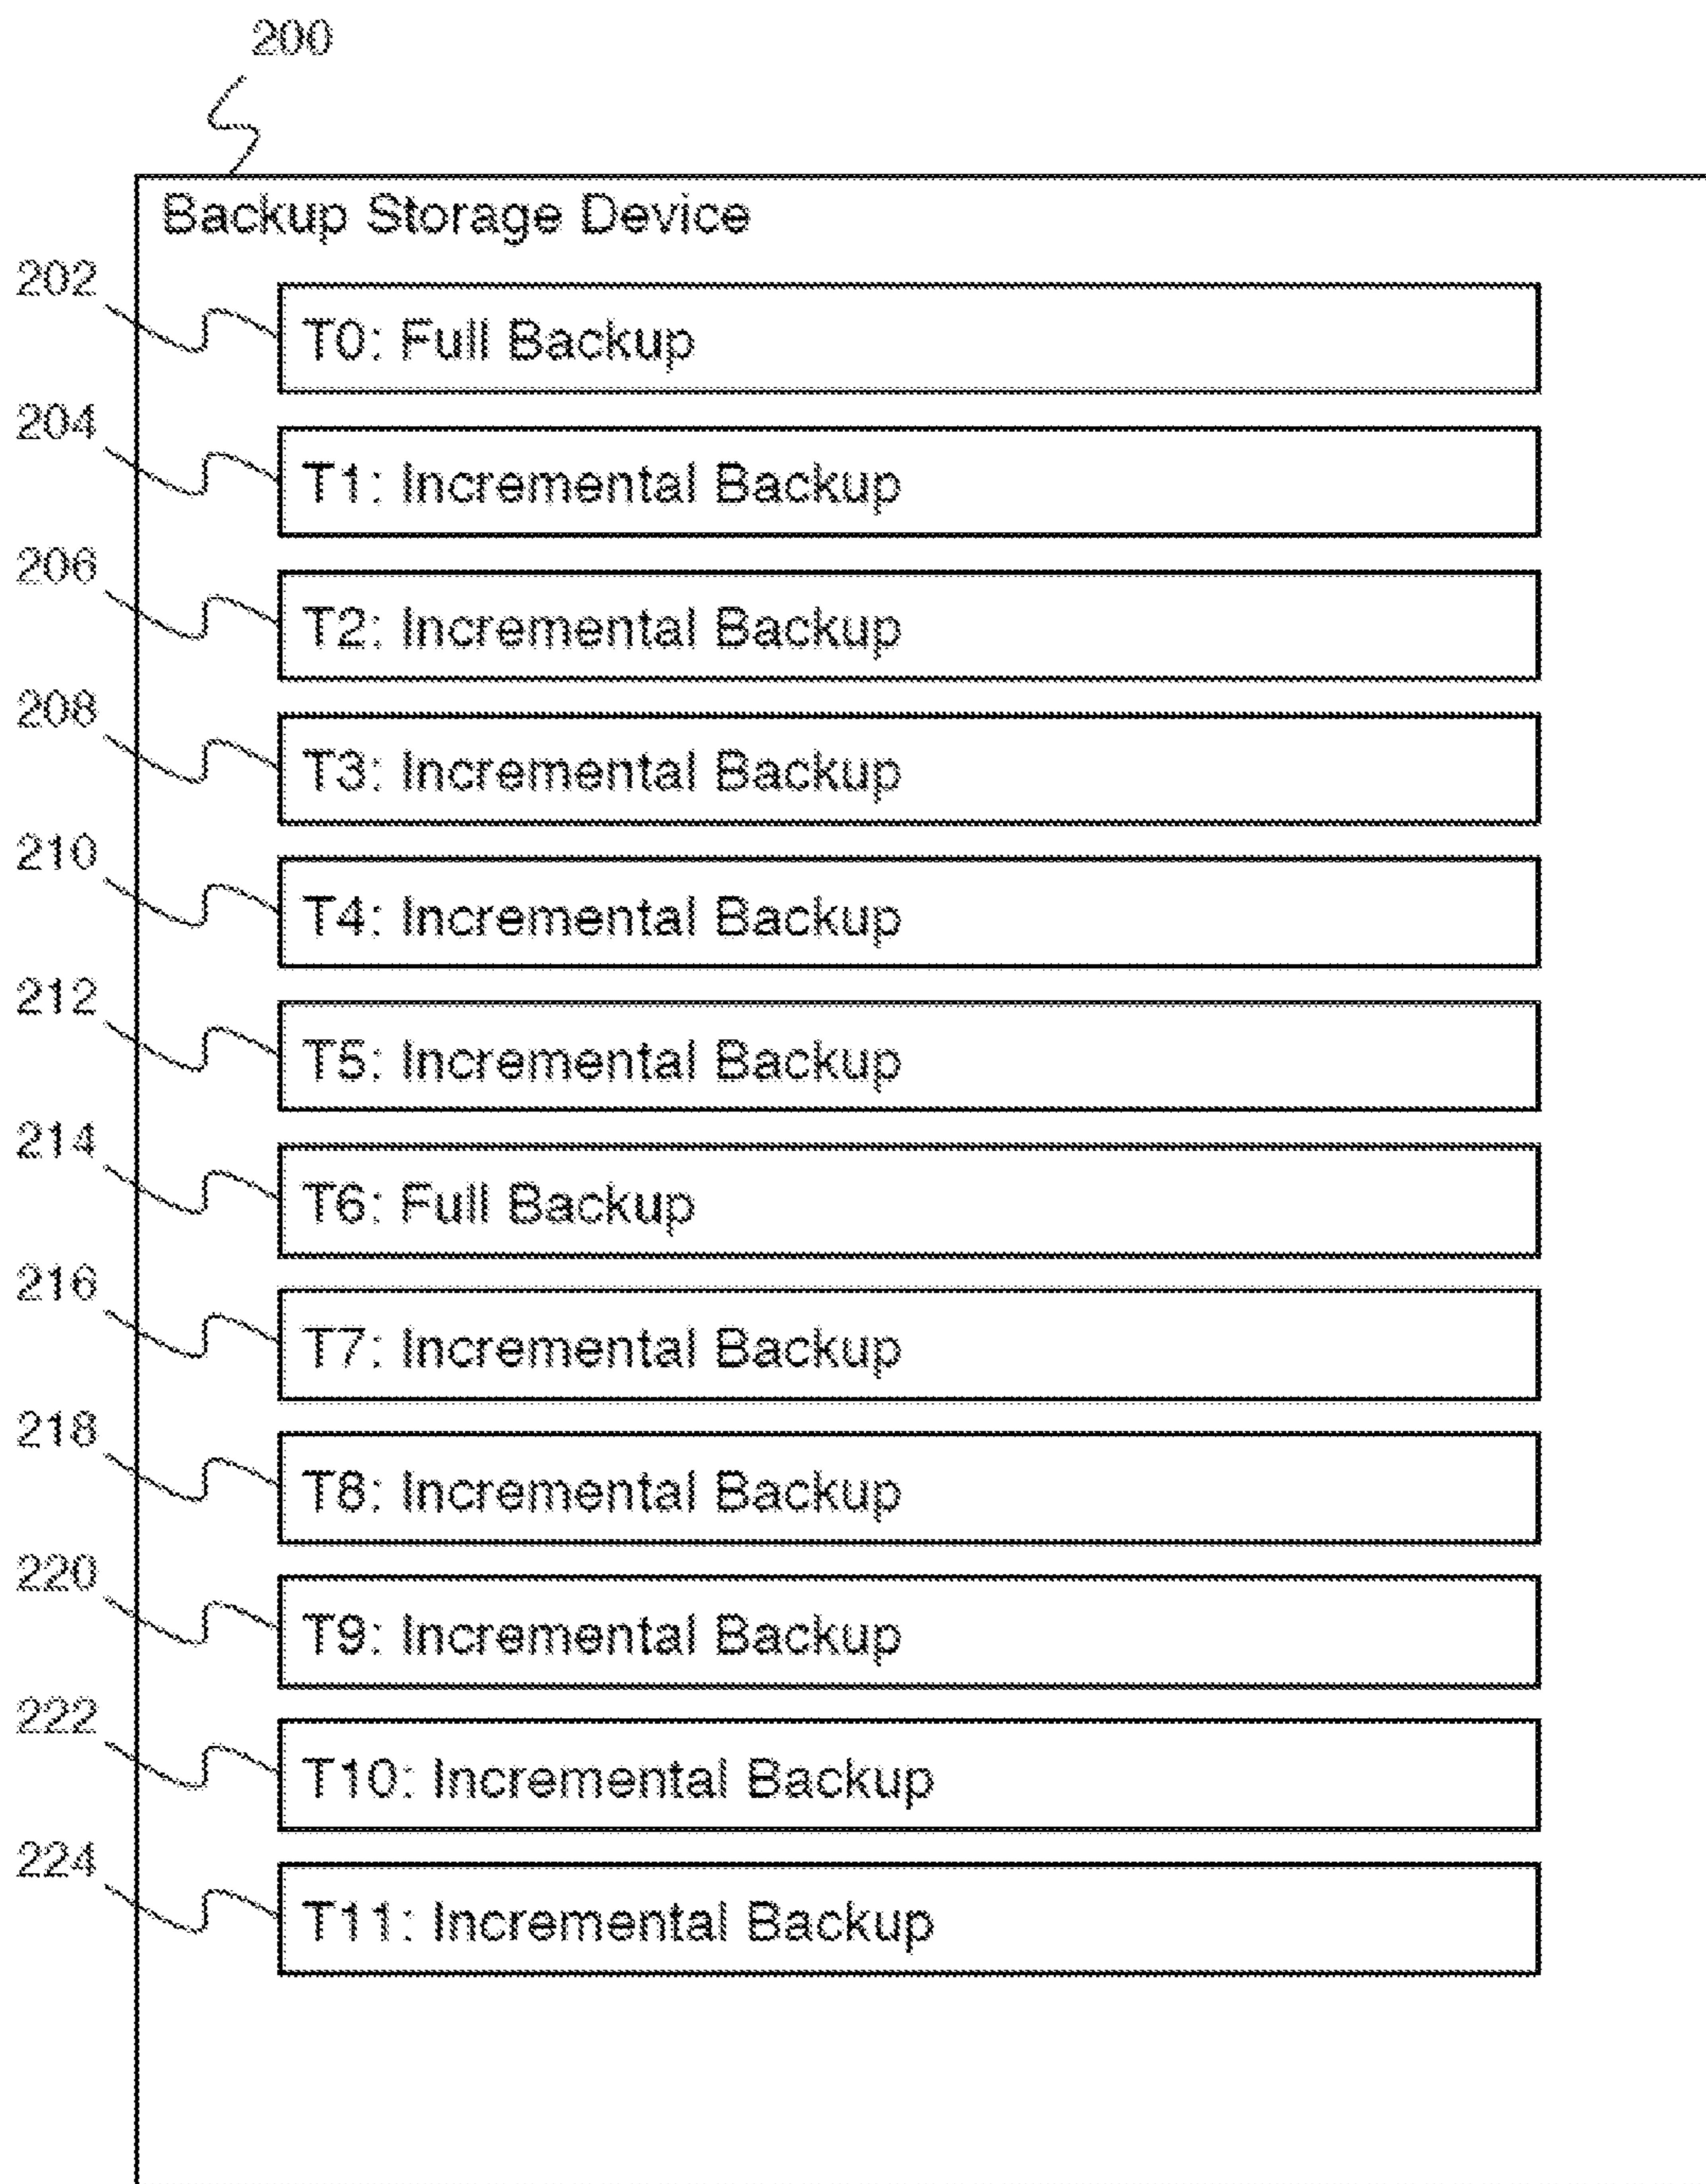 200
Backup Storage Device
202
T0: Full Backup
204
T1: Incremental Backup
206
T2: Incremental Backup
208
T3: Incremental Backup
210
T4: Incremental Backup
212
T5: Incremental Backup
214
T6: Full Backup
216
T7: Incremental Backup
218
T8: Incremental Backup
220
T9: Incremental Backup
222
T10: Incremental Backup
224
T11: Incremental Backup